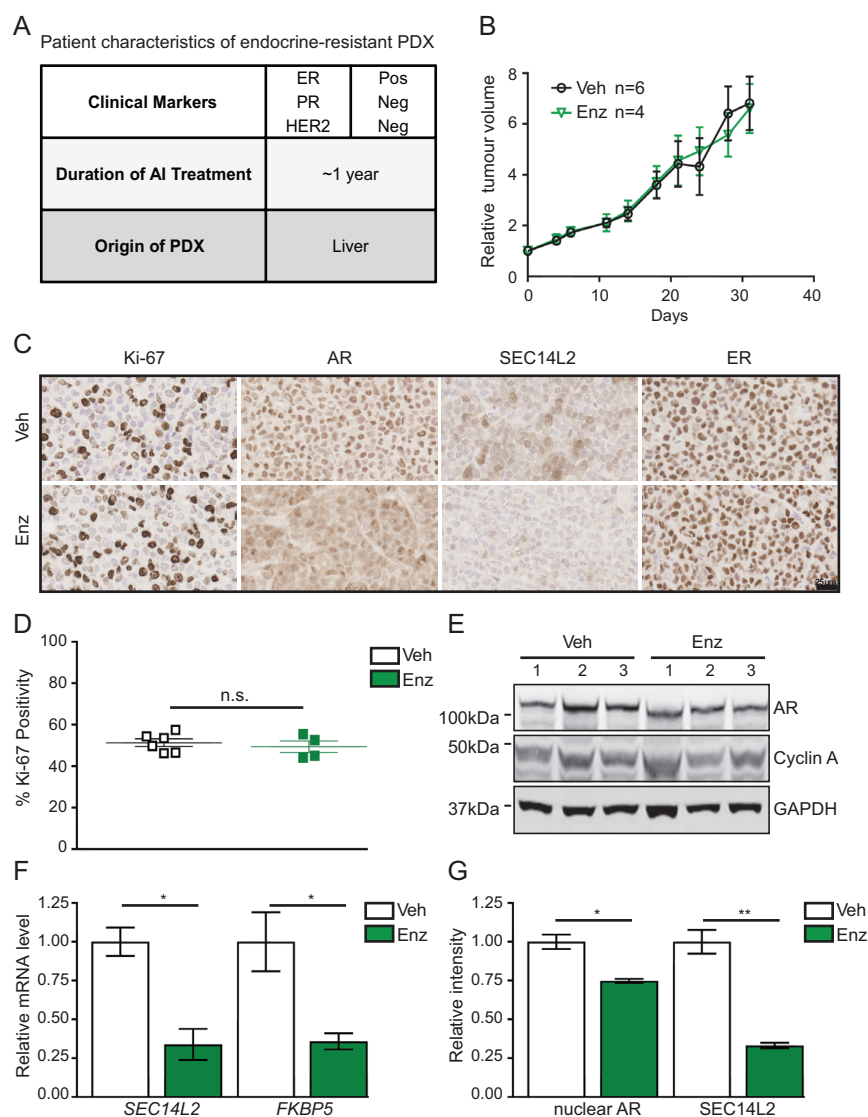 A
Patient characteristics of endocrine-resistant PDX
Clinical Markers
ER Pos
PR Neg
HER2 Neg
Duration of AI Treatment ~1 year
Origin of PDX Liver
B
Relative tumour volume
8
6
4
2
0
Veh n=6
Enz n=4
0 10 20 30 40
Days
C
Ki-67 AR SEC14L2 ER
Veh
Enz
25um
D
% Ki-67 Positivity
100
80
60
40
20
0
n.s.
Veh
Enz
E
Veh Enz
1 2 3 1 2 3
100kDa AR
50kDa Cyclin A
37kDa GAPDH
F
Relative mRNA level
1.25
1.00
0.75
0.50
0.25
0.00
* *
Veh
Enz
SEC14L2 FKBP5
G
Relative intensity
1.25
1.00
0.75
0.50
0.25
0.00
* **
Veh
Enz
nuclear AR SEC14L2